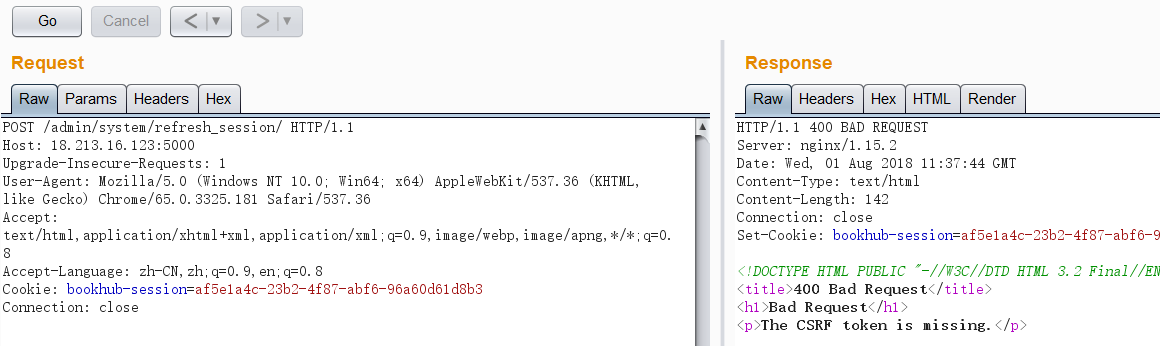 Go
Cancel
<
>
Request
Raw
Params
Headers
Hex
POST /admin/system/refresh_session/ HTTP/1.1
Host: 18.213.16.123:5000
Upgrade-Insecure-Requests: 1
User-Agent: Mozilla/5.0 (Windows NT 10.0; Win64; x64) AppleWebKit/537.36 (KHTML,
like Gecko) Chrome/65.0.3325.181 Safari/537.36
Accept:
text/html,application/xhtml+xml,application/xml;q=0.9,image/webp,image/apng,*/*;q=0.
8
Accept-Language: zh-CN,zh;q=0.9,en;q=0.8
Cookie: bookhub-session=af5e1a4c-23b2-4f87-abf6-96a60d61d8b3
Connection: close
Response
Raw
Headers
Hex
HTML
Render
HTTP/1.1 400 BAD REQUEST
Server: nginx/1.15.2
Date: Wed, 01 Aug 2018 11:37:44 GMT
Content-Type: text/html
Content-Length: 142
Connection: close
Set-Cookie: bookhub-session=af5e1a4c-23b2-4f87-abf6-9
<!DOCTYPE HTML PUBLIC "-//W3C//DTD HTML 3.2 Final//EN
<title>400 Bad Request</title>
<h1>Bad Request</h1>
<p>The CSRF token is missing.</p>